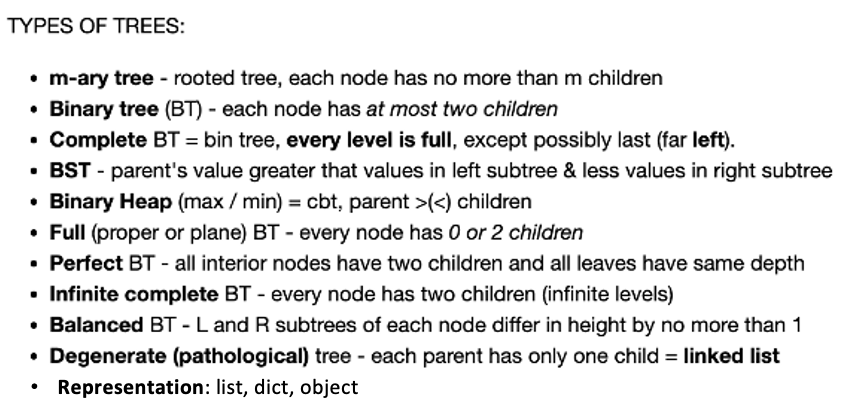 TYPES OF TREES:
• m-ary tree - rooted tree, each node has no more than m children
• Binary tree (BT) - each node has at most two children
• Complete BT = bin tree, every level is full, except possibly last (far left).
• BST - parent's value greater that values in left subtree & less values in right subtree
• Binary Heap (max / min) = cbt, parent >(<) children
• Full (proper or plane) BT - every node has 0 or 2 children
• Perfect BT - all interior nodes have two children and all leaves have same depth
• Infinite complete BT - every node has two children (infinite levels)
• Balanced BT - L and R subtrees of each node differ in height by no more than 1
• Degenerate (pathological) tree - each parent has only one child = linked list
• Representation: list, dict, object